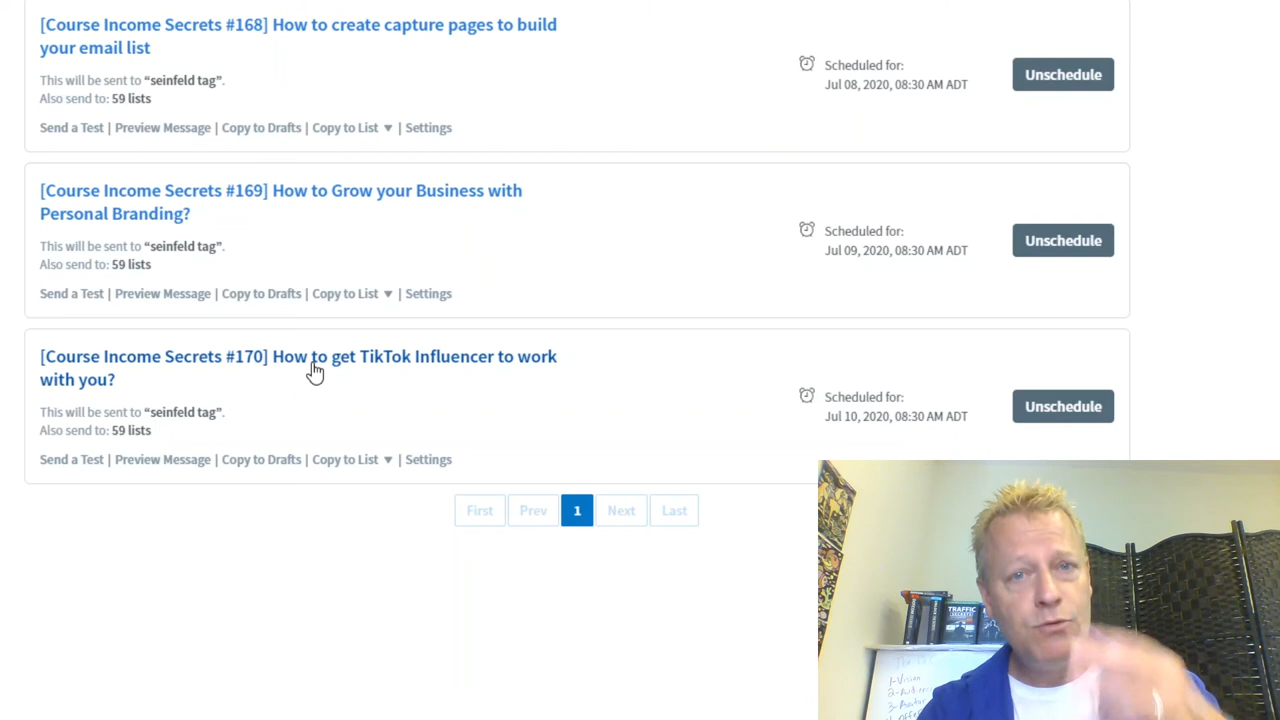 [Course Income Secrets #168] How to create capture pages to build
your email list
This will be sent to “seinfeld tag”.
Also send to: 59 lists
Send a Test | Preview Message | Copy to Drafts | Copy to List ▼ | Settings
Scheduled for:
Jul 08, 2020, 08:30 AM ADT
Unschedule
[Course Income Secrets #169] How to Grow your Business with
Personal Branding?
This will be sent to “seinfeld tag”.
Also send to: 59 lists
Send a Test | Preview Message | Copy to Drafts | Copy to List ▼ | Settings
Scheduled for:
Jul 09, 2020, 08:30 AM ADT
Unschedule
[Course Income Secrets #170] How to get TikTok Influencer to work
with you?
This will be sent to “seinfeld tag”.
Also send to: 59 lists
Send a Test | Preview Message | Copy to Drafts | Copy to List ▼ | Settings
Scheduled for:
Jul 10, 2020, 08:30 AM ADT
Unschedule
First Prev 1 Next Last
TRAFFIC
SECRETS
1-Vision